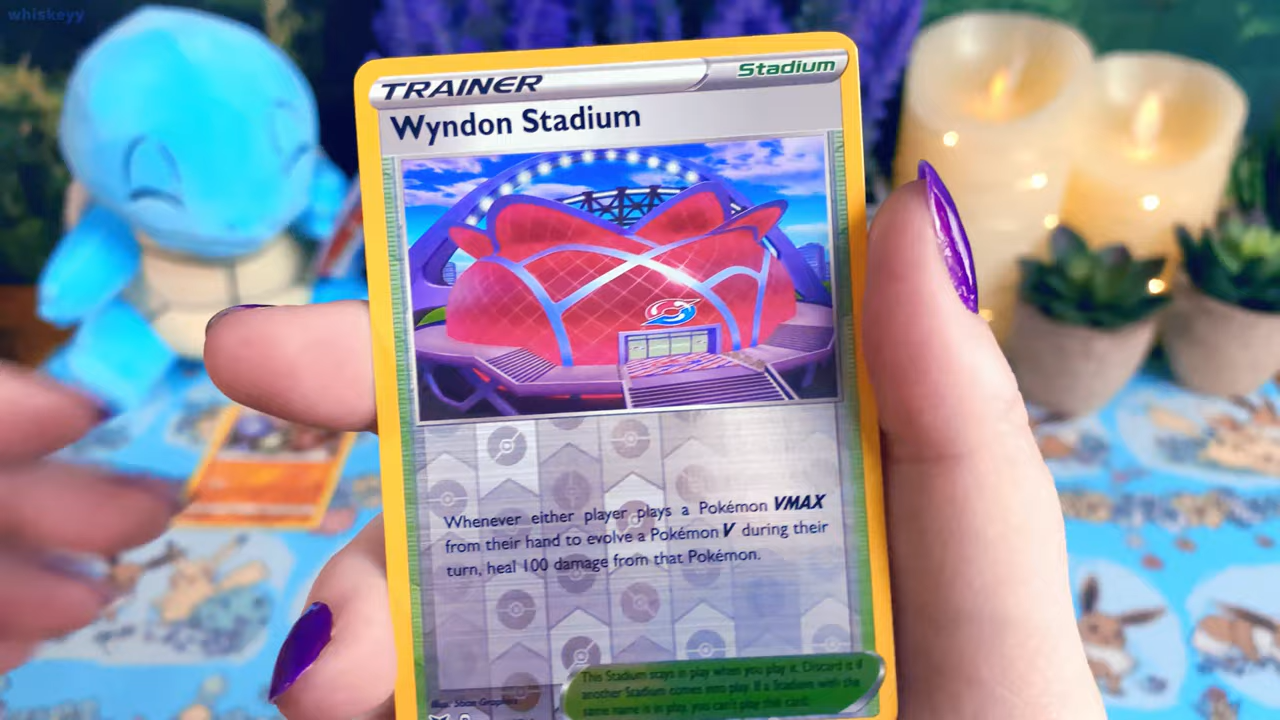 whiskeyy
TRAINER
Stadium
Wyndon Stadium
Whenever either player plays a Pokémon VMAX
from their hand to evolve a Pokémon V during their
turn, heal 100 damage from that Pokémon.
This Stadium stays in play when you play it. Discard it if
another Stadium comes into play. If a Stadium with the
same name is in play, you can't play this card.
Illus. 5ban Graphics